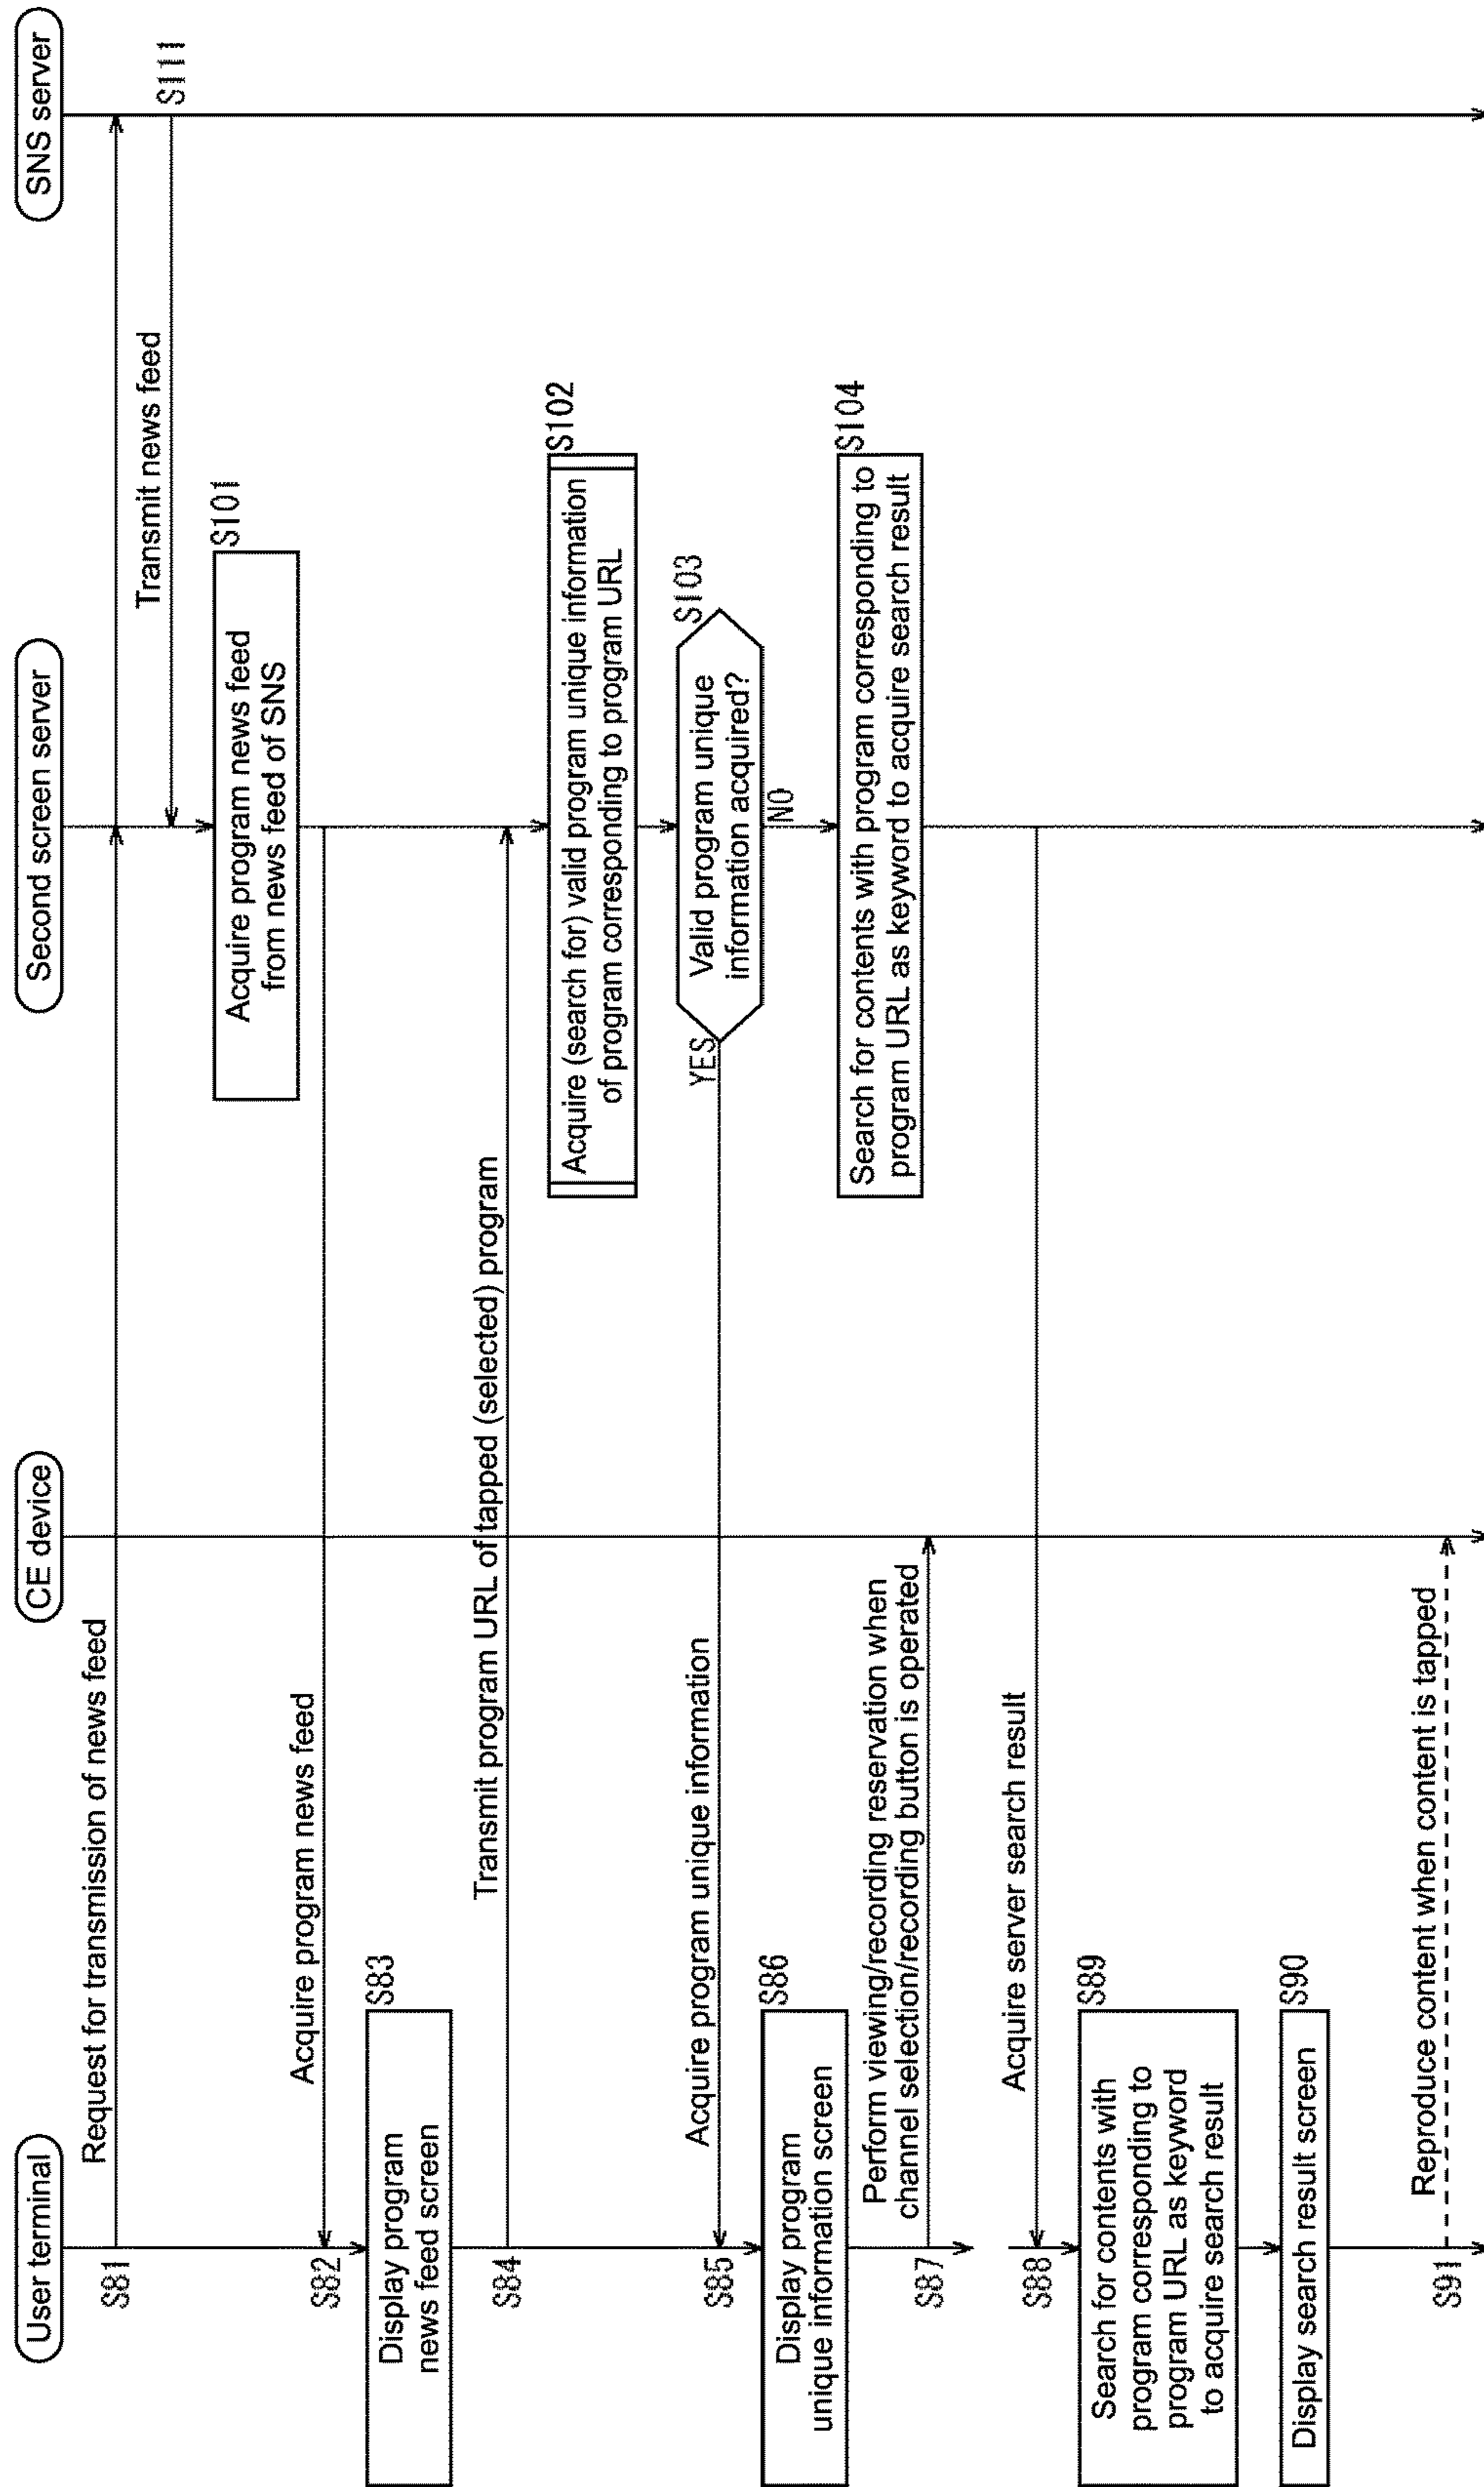 User terminal
CE device
Second screen server
SNS server
S81
Request for transmission of news feed
Transmit news feed
S111
Acquire program news feed
from news feed of SNS
S101
S82
Acquire program news feed
Display program
news feed screen
S83
S84
Transmit program URL of tapped (selected) program
Acquire (search for) valid program unique information
of program corresponding to program URL
S102
Valid program unique
information acquired?
S103
YES
NO
S85
Acquire program unique information
Display program
unique information screen
S86
Search for contents with program corresponding to
program URL as keyword to acquire search result
S104
S87
Perform viewing/recording reservation when
channel selection/recording button is operated
S88
Acquire server search result
Search for contents with
program corresponding to
program URL as keyword
to acquire search result
S89
Display search result screen
S90
S91
Reproduce content when content is tapped